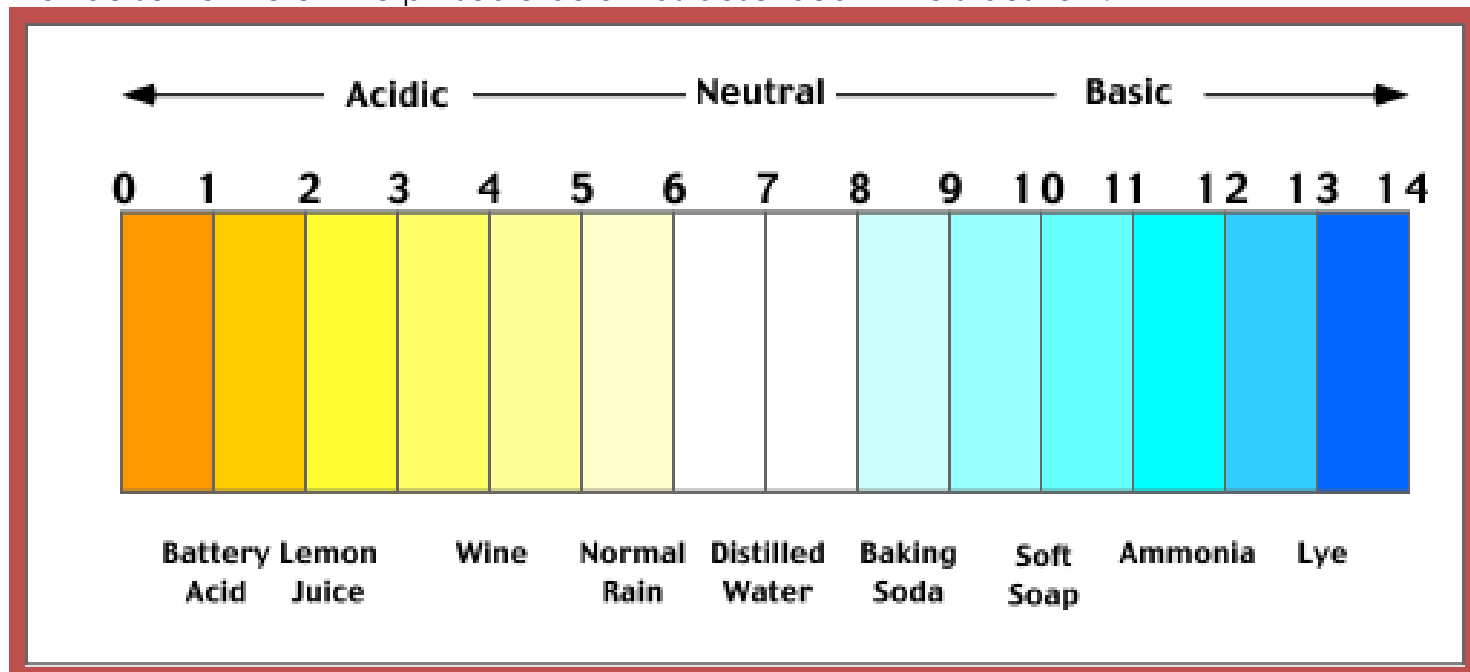 Acidic Neutral Basic
0 1 2 3 4 5 6 7 8 9 10 11 12 13 14
Battery Lemon Wine Normal Distilled Baking Soft Ammonia Lye
Acid Juice Rain Water Soda Soap